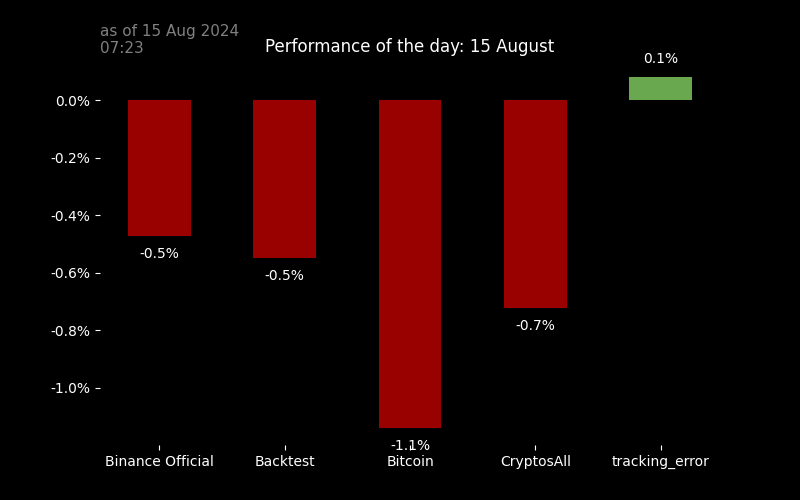 as of 15 Aug 2024
07:23
Performance of the day: 15 August
0.1%
0.0%
-0.2%
-0.4%
-0.6%
-0.8%
-1.0%
-0.5%
-0.5%
-1.1%
-0.7%
Binance Official
Backtest
Bitcoin
CryptosAll
tracking_error